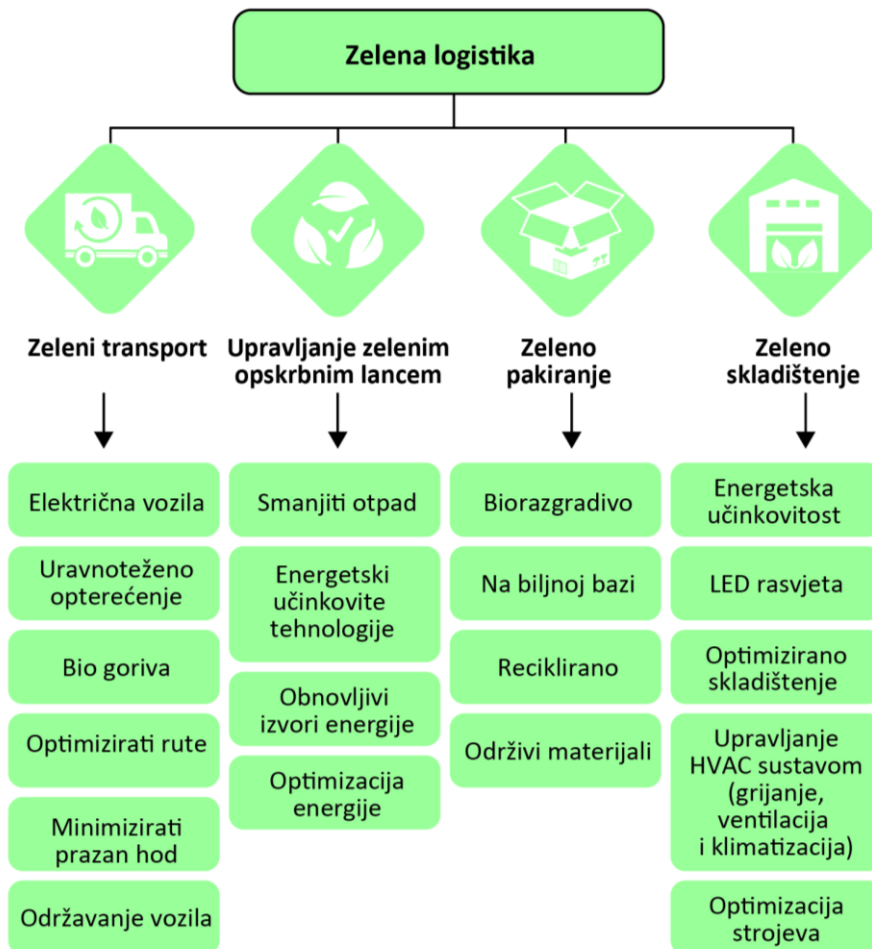 Zelena logistika
Zeleni transport
Upravljanje zelenim
opskrbnim lancem
Zeleno
pakiranje
Zeleno
skladištenje
Električna vozila
Uravnoteženo
opterećenje
Bio goriva
Optimizirati rute
Minimizirati
prazan hod
Održavanje vozila
Smanjiti otpad
Energetski
učinkovite
tehnologije
Obnovljivi
izvori energije
Optimizacija
energije
Biorazgradivo
Na biljnoj bazi
Reciklirano
Održivi materijali
Energetska
učinkovitost
LED rasvjeta
Optimizirano
skladištenje
Upravljanje
HVAC sustavom
(grijanje,
ventilacija
i klimatizacija)
Optimizacija
strojeva